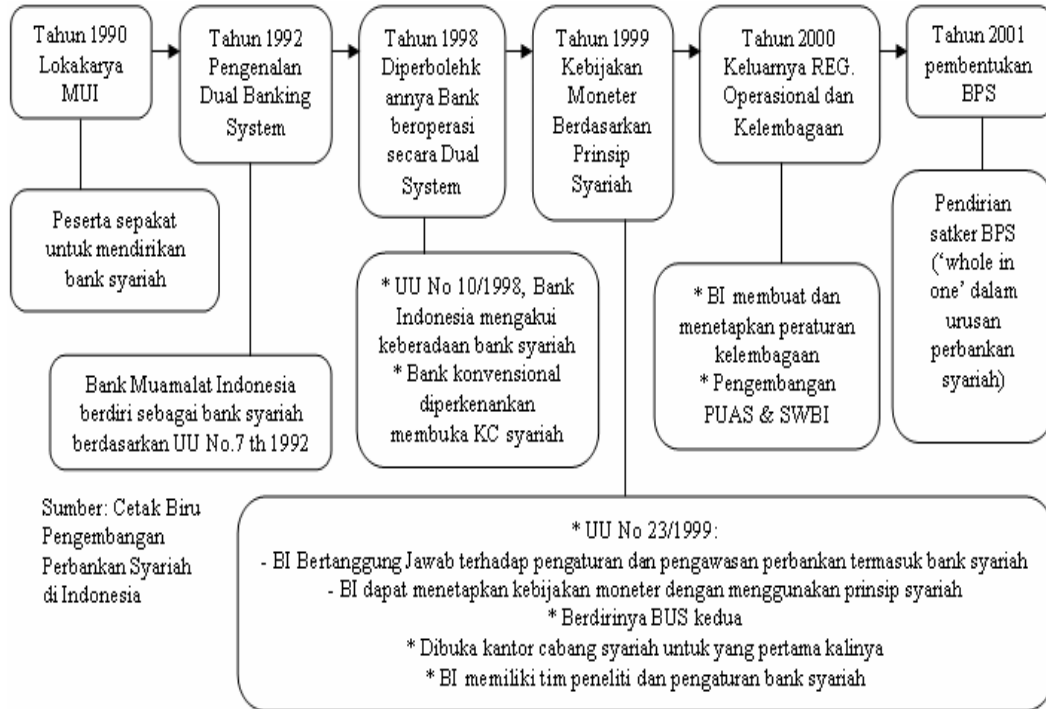 Tahun 1990
Lokakarya
MUI
Tahun 1992
Pengenalan
Dual Banking
System
Tahun 1998
Diperbolehk
annya Bank
beroperasi
secara Dual
System
Tahun 1999
Kebijakan
Moneter
Berdasarkan
Prinsip
Syariah
Tahun 2000
Keluarnya REG.
Operasional dan
Kelembagaan
Tahun 2001
pembentukan
BPS
Peserta sepakat
untuk mendirikan
bank syariah
Bank Muamalat Indonesia
berdiri sebagai bank syariah
berdasarkan UU No.7 th 1992
* UU No 10/1998, Bank
Indonesia mengakui
keberadaan bank syariah
* Bank konvensional
diperkenankan
membuka KC syariah
* BI membuat dan
menetapkan peraturan
kelembagaan
* Pengembangan
PUAS & SWBI
Pendirian
satker BPS
(‘whole in
one’ dalam
urusan
perbankan
syariah)
Sumber: Cetak Biru
Pengembangan
Perbankan Syariah
di Indonesia
* UU No 23/1999:
- BI Bertanggung Jawab terhadap pengaturan dan pengawasan perbankan termasuk bank syariah
- BI dapat menetapkan kebijakan moneter dengan menggunakan prinsip syariah
* Berdirinya BUS kedua
* Dibuka kantor cabang syariah untuk yang pertama kalinya
* BI memiliki tim peneliti dan pengaturan bank syariah